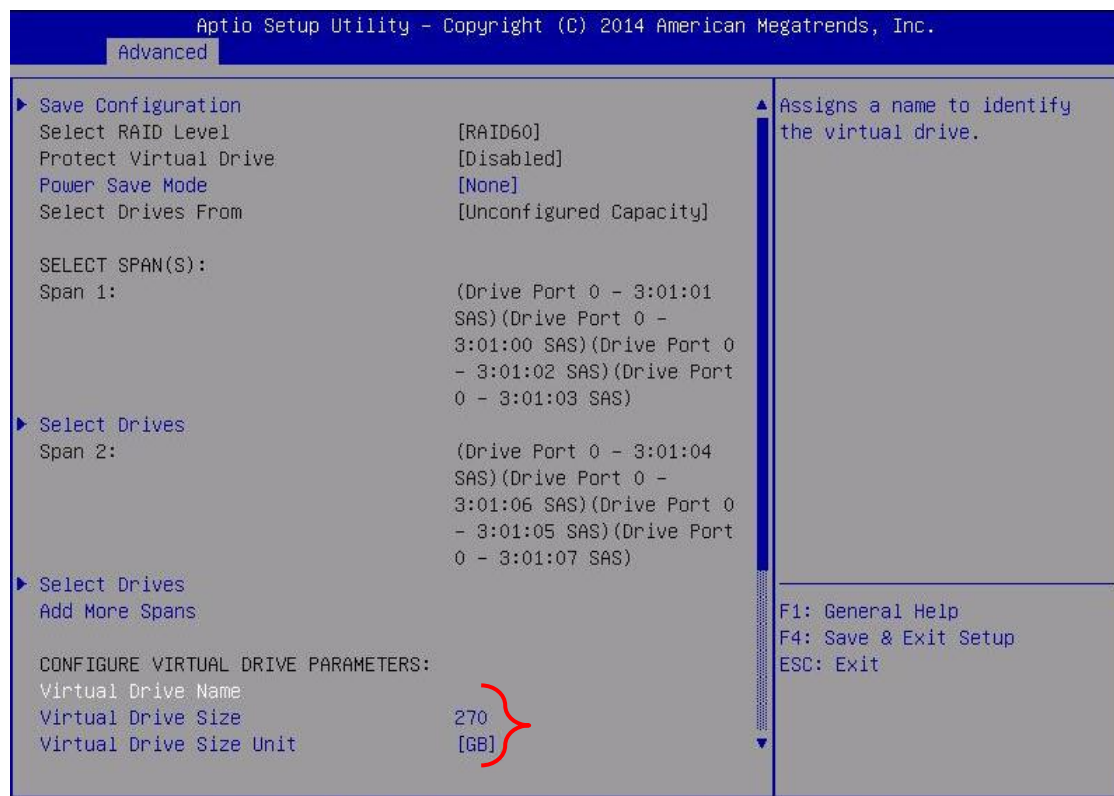 Aptio Setup Utility – Copyright (C) 2014 American Megatrends, Inc.
Advanced
Save Configuration
Select RAID Level [RAID60]
Protect Virtual Drive [Disabled]
Power Save Mode [None]
Select Drives From [Unconfigured Capacity]
SELECT SPAN(S):
Span 1: (Drive Port 0 – 3:01:01
SAS)(Drive Port 0 –
3:01:00 SAS)(Drive Port 0
– 3:01:02 SAS)(Drive Port
0 – 3:01:03 SAS)
Select Drives
Span 2: (Drive Port 0 – 3:01:04
SAS)(Drive Port 0 –
3:01:06 SAS)(Drive Port 0
– 3:01:05 SAS)(Drive Port
0 – 3:01:07 SAS)
Select Drives
Add More Spans
CONFIGURE VIRTUAL DRIVE PARAMETERS:
Virtual Drive Name
Virtual Drive Size 270
Virtual Drive Size Unit [GB]
Assigns a name to identify
the virtual drive.
F1: General Help
F4: Save & Exit Setup
ESC: Exit